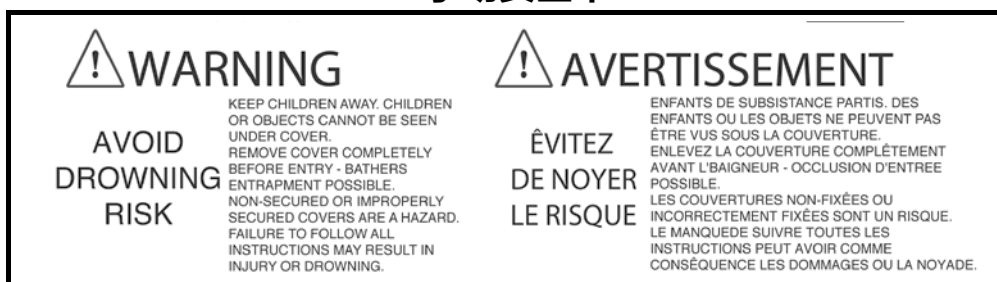 WARNING
AVOID
DROWNING
RISK
KEEP CHILDREN AWAY. CHILDREN
OR OBJECTS CANNOT BE SEEN
UNDER COVER.
REMOVE COVER COMPLETELY
BEFORE ENTRY - BATHERS
ENTRAPMENT POSSIBLE.
NON-SECURED OR IMPROPERLY
SECURED COVERS ARE A HAZARD.
FAILURE TO FOLLOW ALL
INSTRUCTIONS MAY RESULT IN
INJURY OR DROWNING.
AVERTISSEMENT
ÊVITEZ
DE NOYER
LE RISQUE
ENFANTS DE SUBSISTANCE PARTIS. DES
ENFANTS OU LES OBJETS NE PEUVENT PAS
ÊTRE VUS SOUS LA COUVERTURE.
ENLEVEZ LA COUVERTURE COMPLÊTEMENT
AVANT L'BAIGNEUR - OCCLUSION D'ENTREE
POSSIBLE.
LES COUVERTURES NON-FIXÉES OU
INCORRECTEMENT FIXÉES SONT UN RISQUE.
LE MANQUEDE SUIVRE TOUTES LES
INSTRUCTIONS PEUT AVOIR COMME
CONSÊQUENCE LES DOMMAGES OU LA NOYADE.